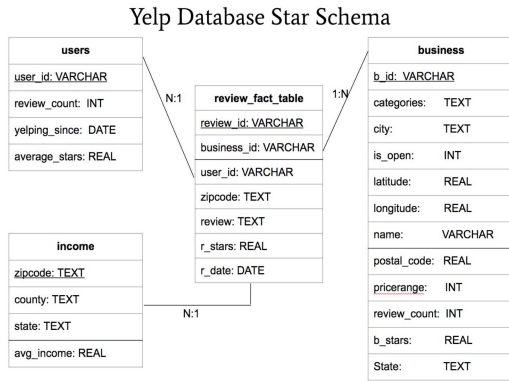 Yelp Database Star Schema
users
user_id: VARCHAR
review_count: INT
yelping_since: DATE
average_stars: REAL
N:1
review_fact_table
review_id: VARCHAR
business_id: VARCHAR
user_id: VARCHAR
zipcode: TEXT
review: TEXT
r_stars: REAL
r_date: DATE
1:N
business
b_id: VARCHAR
categories: TEXT
city: TEXT
is_open: INT
latitude: REAL
longitude: REAL
name: VARCHAR
postal_code: REAL
pricerange: INT
review_count: INT
b_stars: REAL
State: TEXT
income
zipcode: TEXT
county: TEXT
state: TEXT
avg_income: REAL
N:1